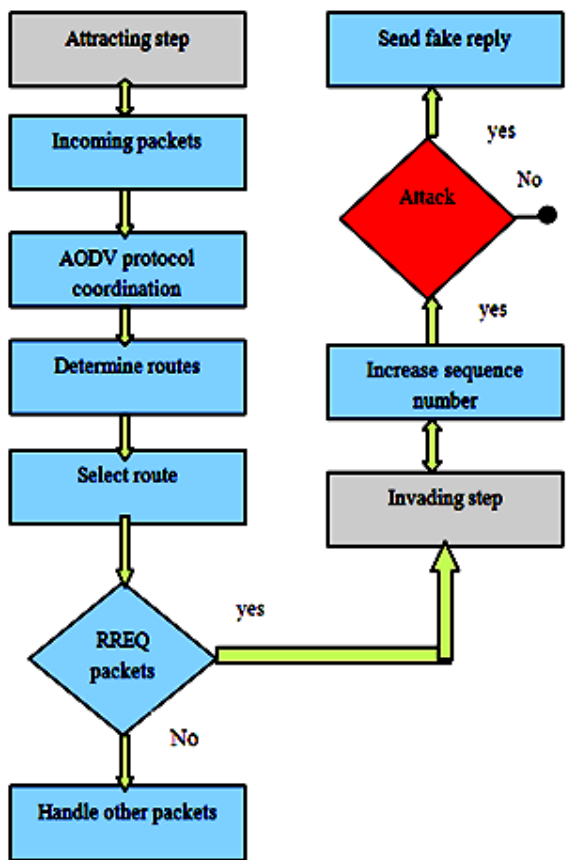 Attracting step
Incoming packets
AODV protocol
coordination
Determine routes
Select route
RREQ
packets
yes
No
Handle other packets
Send fake reply
yes
Attack
No
yes
Increase sequence
number
Invading step